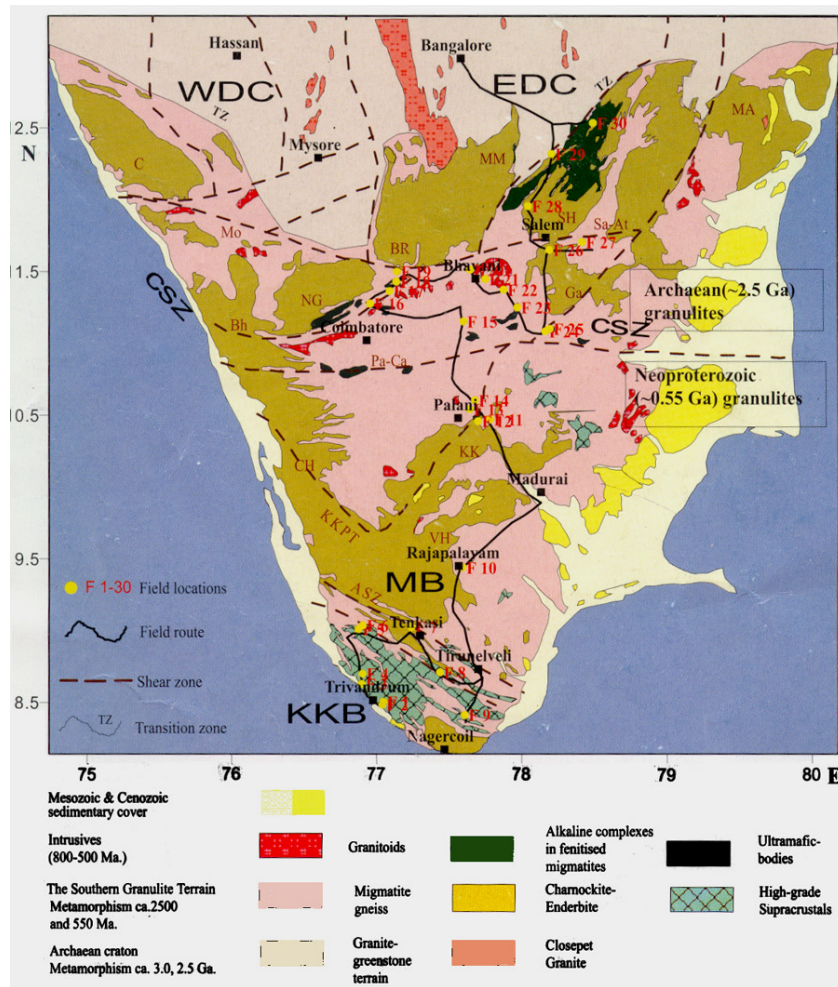 Hassan
Bangalore
WDC
EDC
TZ
TZ
12.5
N
Mysore
C
MM
MA
F 30
F 29
F 28
SH
Salem
Sa-At
F 27
F 26
Mo
BR
11.5
CSZ
NG
Bhavani
F 19
F 16
F 22
F 23
Ga
Archaean(~2.5 Ga)
granulites
Bh
Coimbatore
F 15
F 25
CSZ
Pa-Ca
Neoproterozoic
(~0.55 Ga) granulites
F 14
Palani
10.5
KK
CH
Madurai
KKPT
VH
Rajapalayam
9.5
F 10
MB
F 1-30 Field locations
ASZ
Field route
F 6
Tenkasi
Tirunelveli
Shear zone
F 4
F 8
Trivandrum
8.5
TZ
Transition zone
KKB
F 9
Nagercoil
75
76
77
78
79
80
E
Mesozoic & Cenozoic
sedimentary cover
Intrusives
(800-500 Ma.)
Granitoids
Alkaline complexes
in fenitised
migmatites
Ultramafic-
bodies
The Southern Granulite Terrain
Metamorphism ca.2500
and 550 Ma.
Migmatite
gneiss
Charnockite-
Enderbite
High-grade
Supracrustals
Archaean craton
Metamorphism ca. 3.0, 2.5 Ga.
Granite-
greenstone
terrain
Closepet
Granite